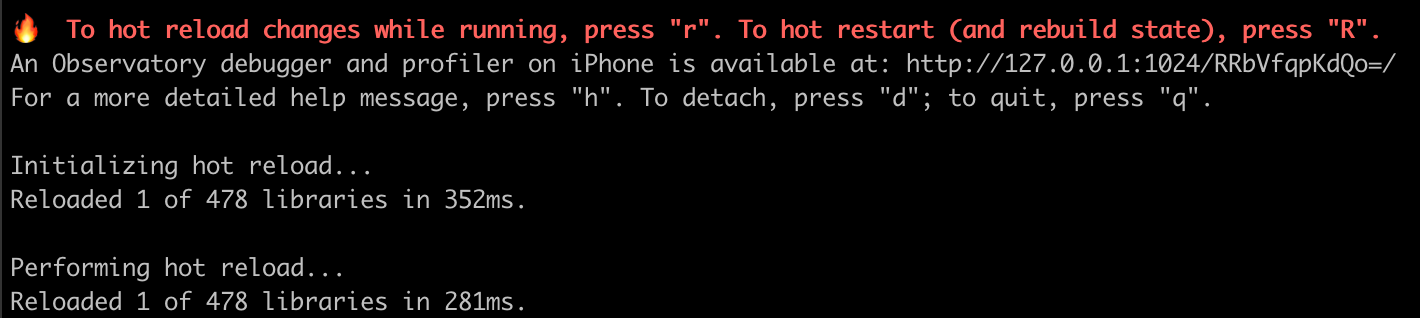 🔥 To hot reload changes while running, press "r". To hot restart (and rebuild state), press "R".
An Observatory debugger and profiler on iPhone is available at: http://127.0.0.1:1024/RRbVfqpKdQo=/
For a more detailed help message, press "h". To detach, press "d"; to quit, press "q".
Initializing hot reload...
Reloaded 1 of 478 libraries in 352ms.
Performing hot reload...
Reloaded 1 of 478 libraries in 281ms.